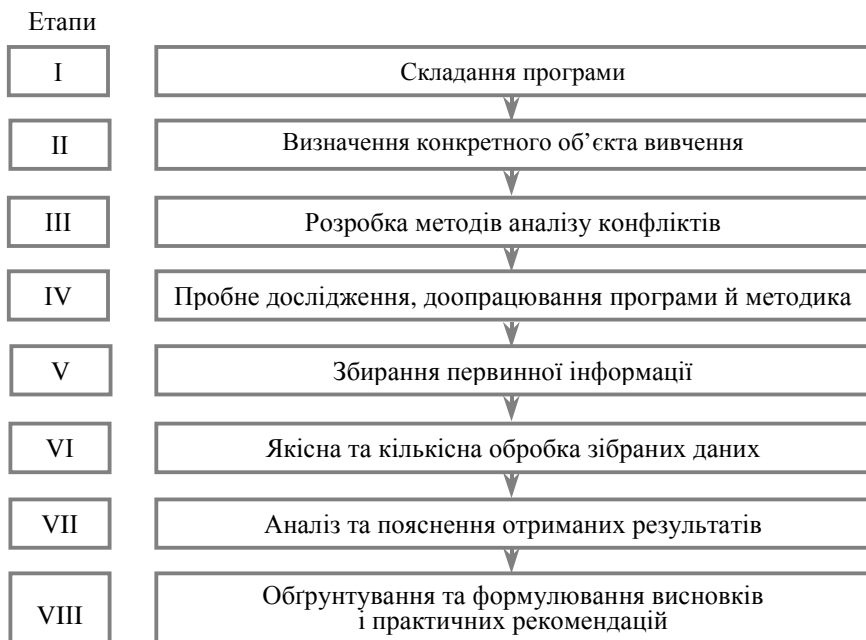 Етапи
I
Складання програми
II
Визначення конкретного об’єкта вивчення
III
Розробка методів аналізу конфліктів
IV
Пробне дослідження, доопрацювання програми й методика
V
Збирання первинної інформації
VI
Якісна та кількісна обробка зібраних даних
VII
Аналіз та пояснення отриманих результатів
VIII
Обґрунтування та формулювання висновків
і практичних рекомендацій